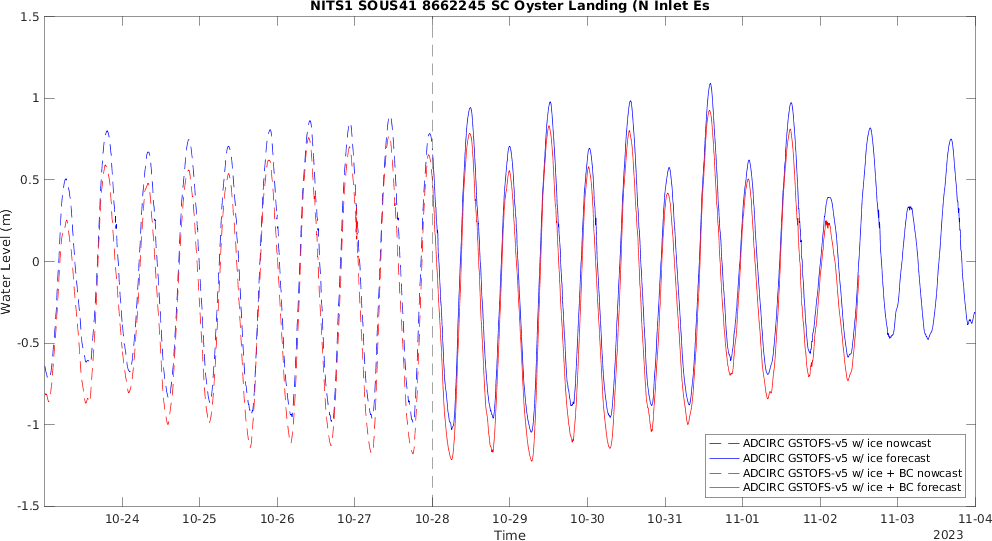 NITS1 SOUS41 8662245 SC Oyster Landing (N Inlet Es
1.5
1
0.5
0
-0.5
-1
-1.5
Water Level (m)
10-24 10-25 10-26 10-27 10-28 10-29 10-30 10-31 11-01 11-02 11-03 11-04
Time
2023
ADCIRC GSTOFS-v5 w/ ice nowcast
ADCIRC GSTOFS-v5 w/ ice forecast
ADCIRC GSTOFS-v5 w/ ice + BC nowcast
ADCIRC GSTOFS-v5 w/ ice + BC forecast